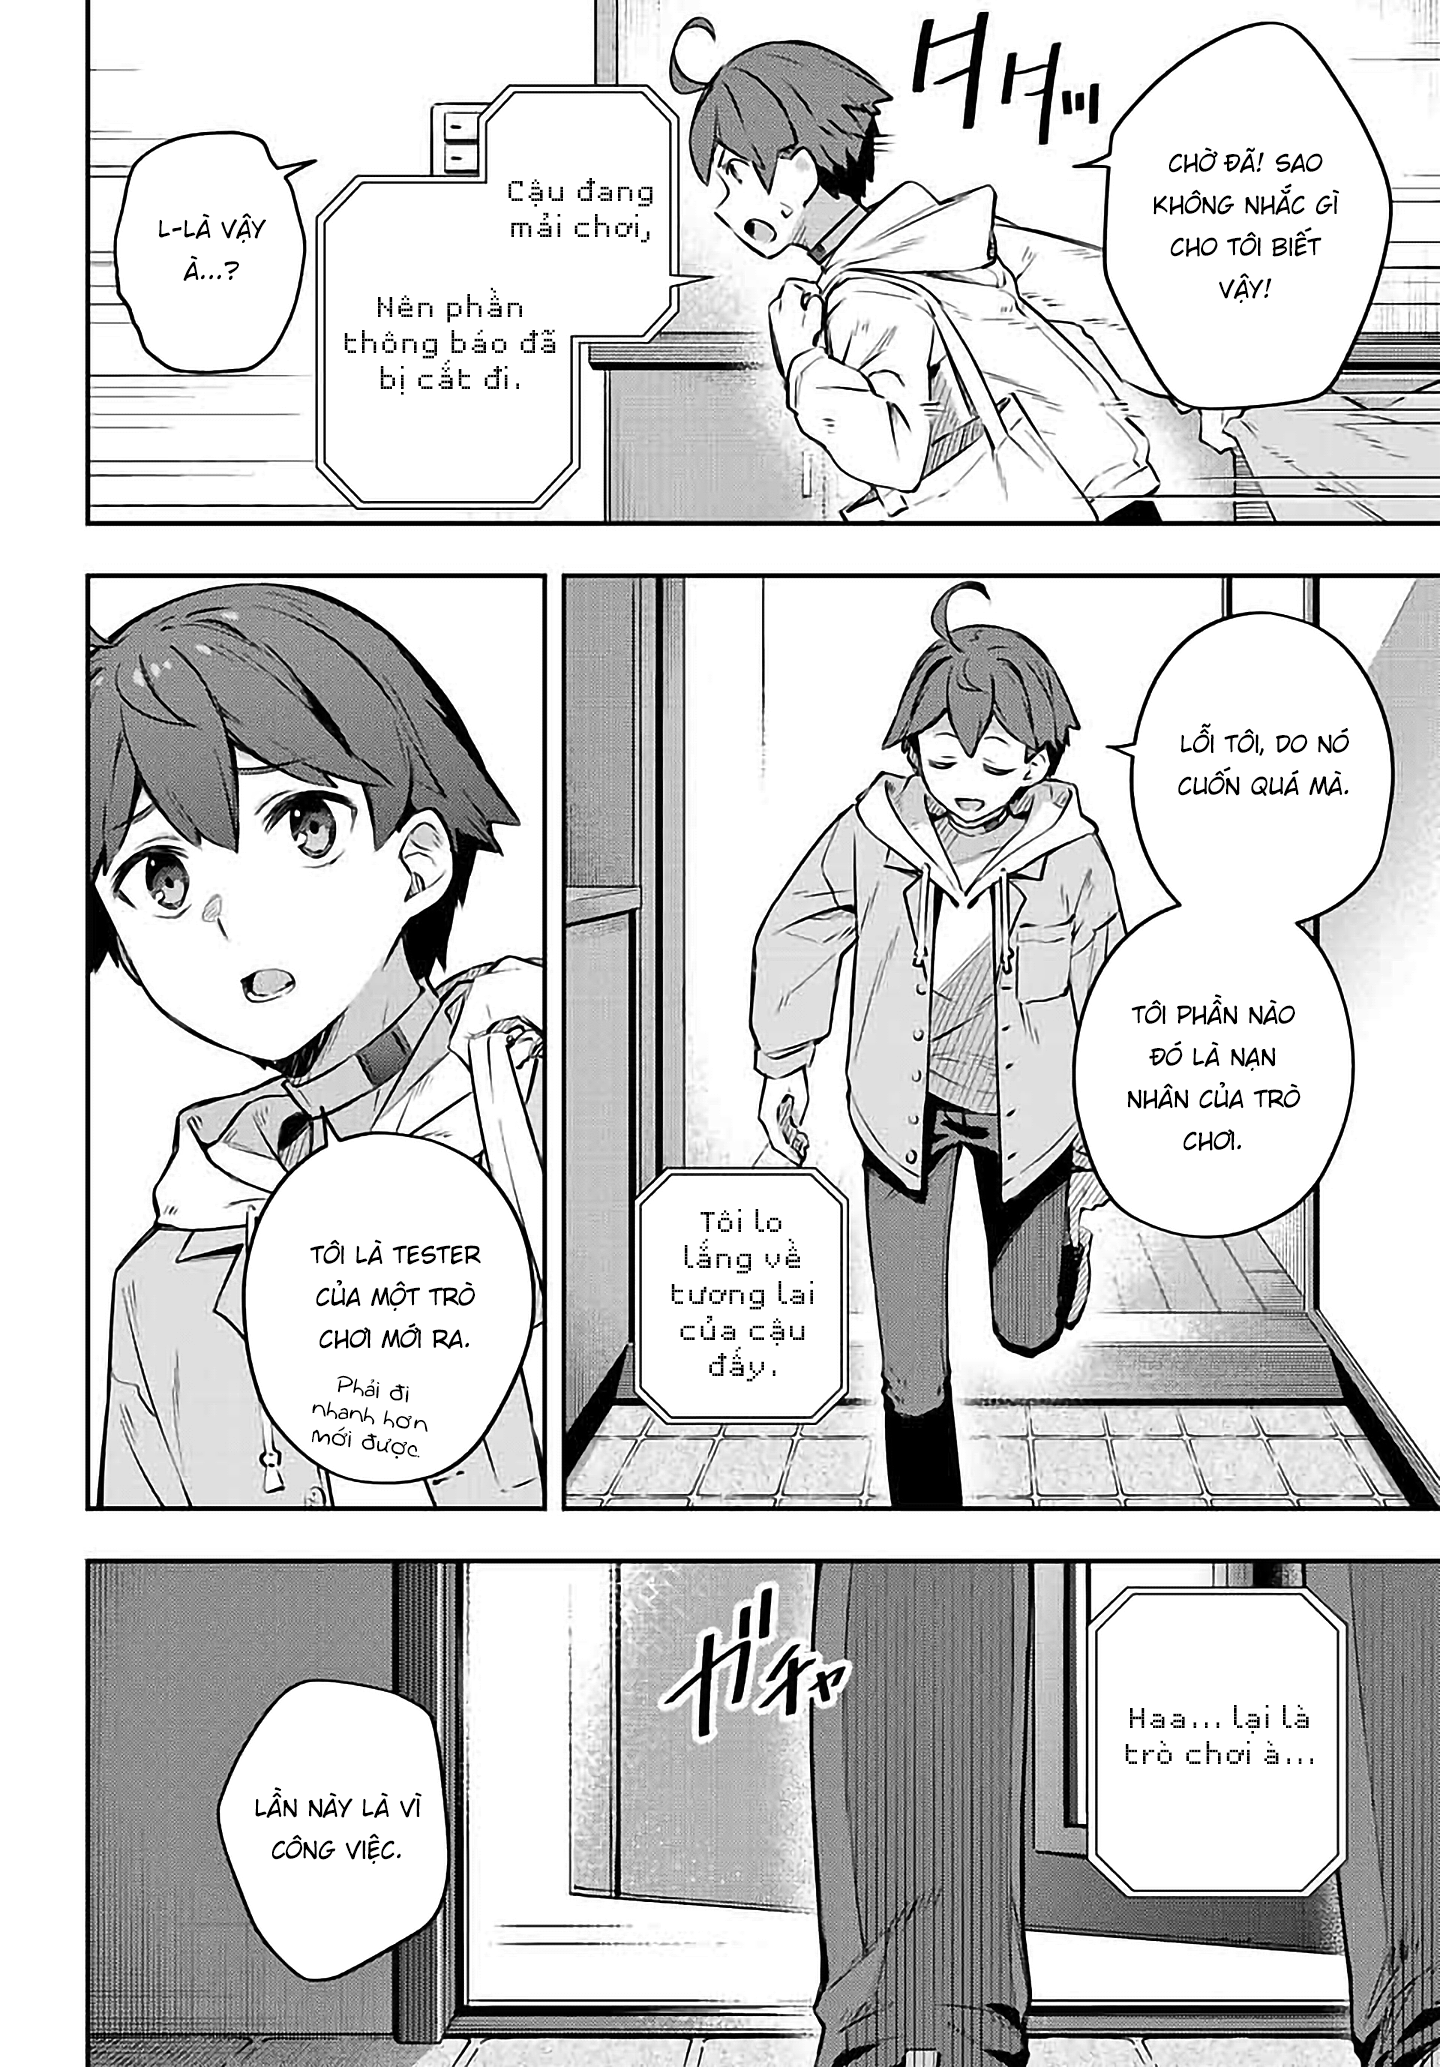 ダダッ
CHỜ ĐÃ! SAO
KHÔNG NHẮC GÌ
CHO TÔI BIẾT
VẬY!
Cậu đang
mải chơi,
Nên phần
thông báo đã
bị cắt đi.
L-LÀ VẬY
À...?
LỖI TÔI, DO NÓ
CUỐN QUÁ MÀ.
TÔI PHẦN NÀO
ĐÓ LÀ NẠN
NHÂN CỦA TRÒ
CHƠI.
Tôi lo
lắng về
tương lai
của cậu
đấy.
TÔI LÀ TESTER
CỦA MỘT TRÒ
CHƠI MỚI RA.
Phải đi
nhanh hơn
mới được.
Haa... lại là
trò chơi à...
ガチャ
LẦN NÀY LÀ VÌ
CÔNG VIỆC.